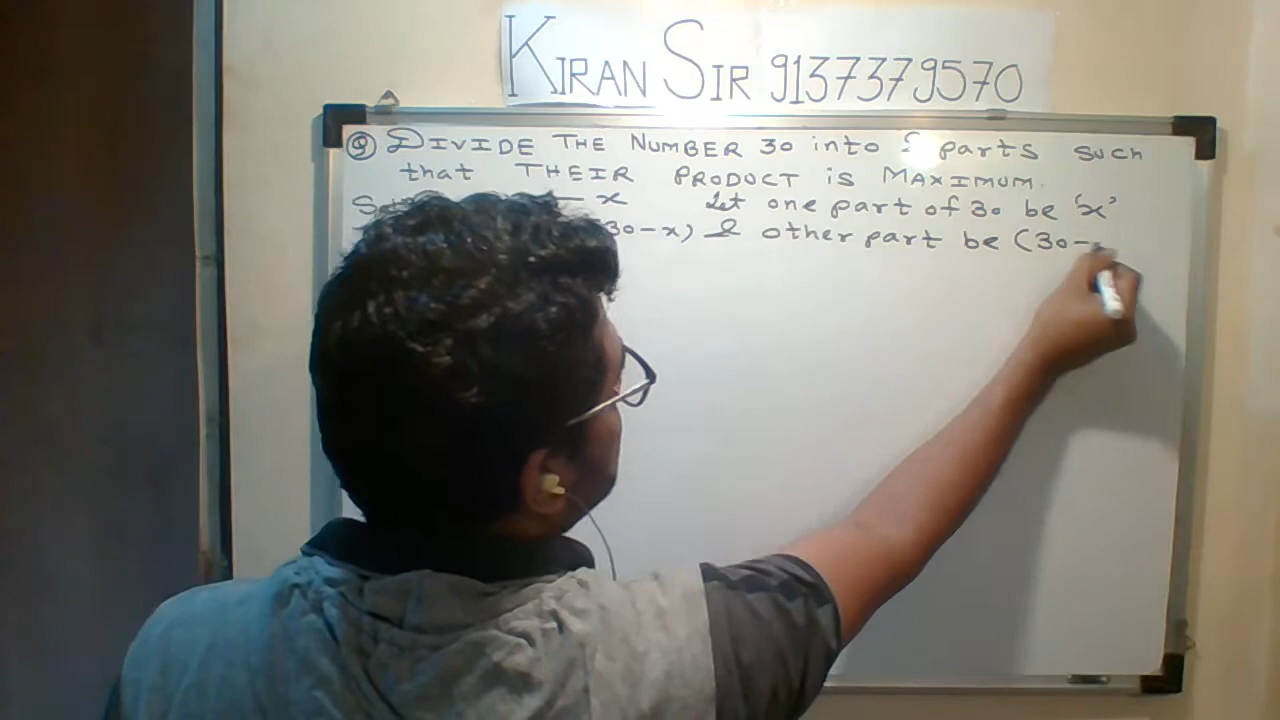 KIRAN SIR 9137379570
Q DIVIDE THE NUMBER 30 into parts such
that THEIR PRODUCT is MAXIMUM.
- x Let one part of 30 be 'x'
30-x) & other part be (30-